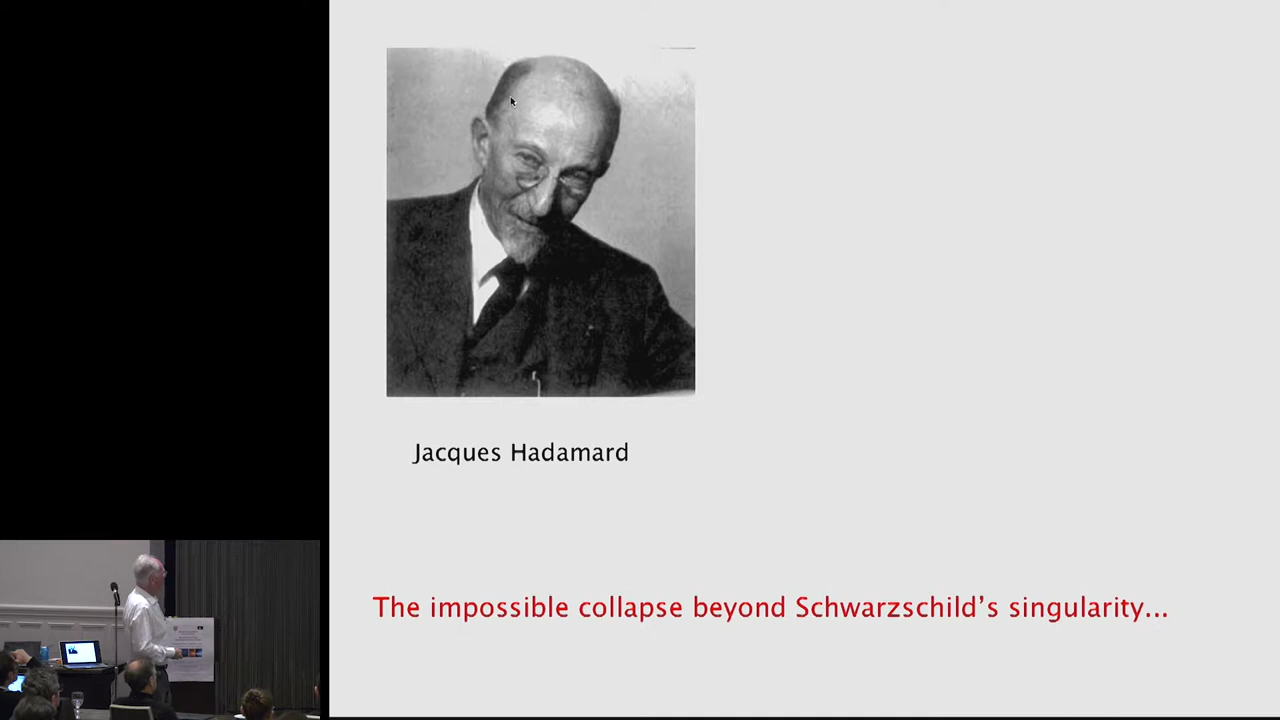 Jacques Hadamard
The impossible collapse beyond Schwarzschild’s singularity...